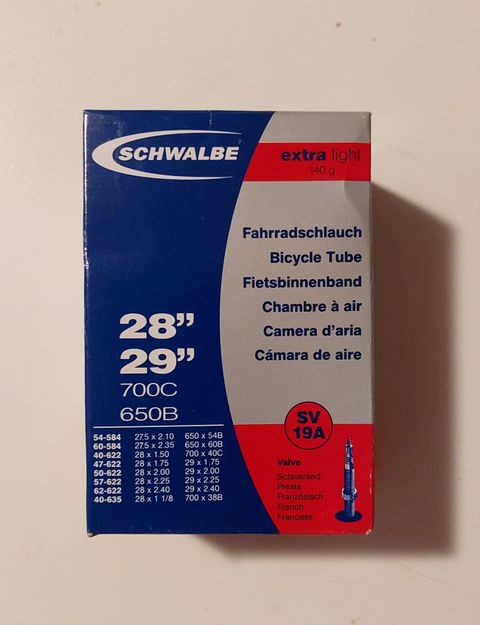 SCHWALBE
extra light
140 g
Fahrradschlauch
Bicycle Tube
Fietsbinnenband
Chambre à air
Camera d'aria
Cámara de aire
28"
29"
700C
650B
54-584 27.5 x 2.10 650 x 54B
60-584 27.5 x 2.35 650 x 60B
40-622 28 x 1.50 700 x 40C
47-622 28 x 1.75 29 x 1.75
50-622 28 x 2.00 29 x 2.00
57-622 28 x 2.25 29 x 2.25
62-622 28 x 2.40 29 x 2.40
40-635 28 x 1 1/8 700 x 38B
SV
19A
Valve
Sclaverand
Presta
Französisch
French
Francese